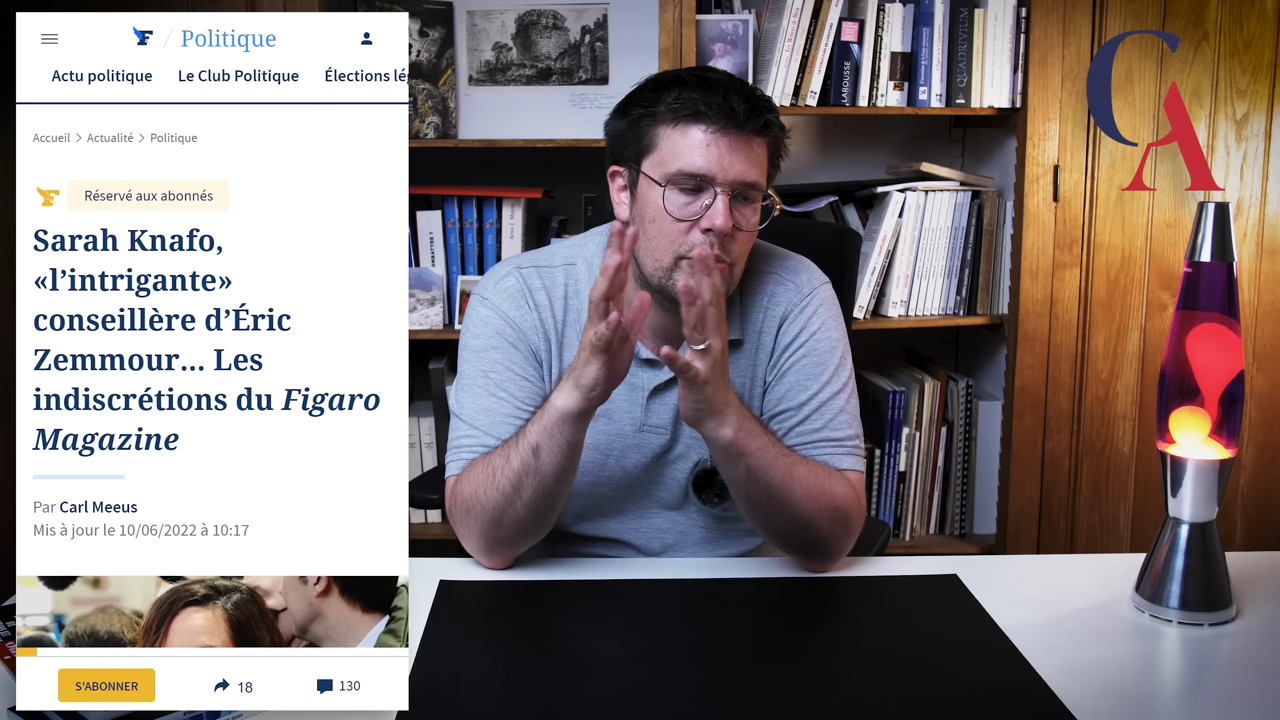 Politique
Actu politique Le Club Politique Élections lég
Accueil > Actualité > Politique
Réservé aux abonnés
Sarah Knafo,
«l’intrigante»
conseillère d’Éric
Zemmour... Les
indiscrétions du Figaro
Magazine
Par Carl Meeus
Mis à jour le 10/06/2022 à 10:17
S'ABONNER
18
130
CA
LAROUSSE
QUADRIVIUM